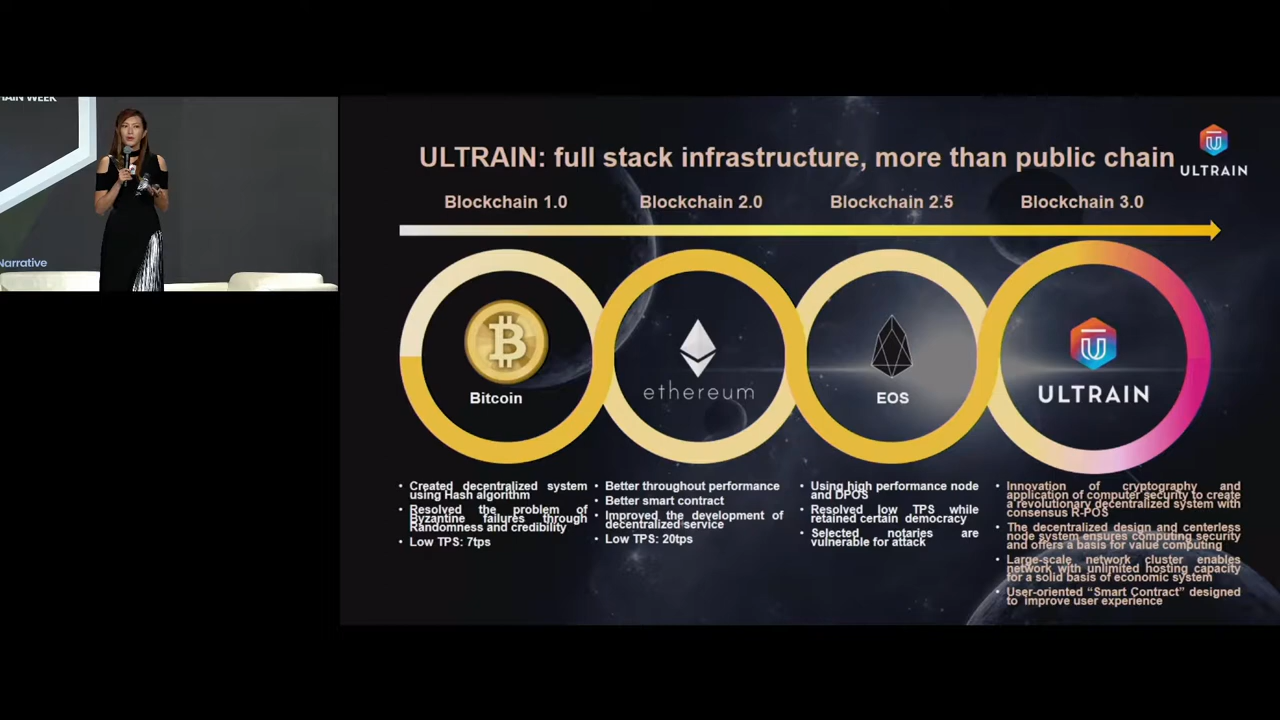 HAIN WEEK
Narrative
ULTRAIN: full stack infrastructure, more than public chain
ULTRAIN
Blockchain 1.0
Blockchain 2.0
Blockchain 2.5
Blockchain 3.0
Bitcoin
ethereum
EOS
ULTRAIN
• Created decentralized system
using Hash algorithm
• Resolved the problem of
Byzantine failures through
Randomness and credibility
• Low TPS: 7tps
• Better throughout performance
• Better smart contract
• Improved the development of
decentralized service
• Low TPS: 20tps
• Using high performance node
and DPOS
• Resolved low TPS while
retained certain democracy
• Selected notaries are
vulnerable for attack
• Innovation of cryptography and
application of computer security to create
a revolutionary decentralized system with
consensus R-POS
• The decentralized design and centerless
node system ensures computing security
and offers a basis for value computing
• Large-scale network cluster enables
network with unlimited hosting capacity
for a solid basis of economic system
• User-oriented “Smart Contract” designed
to improve user experience